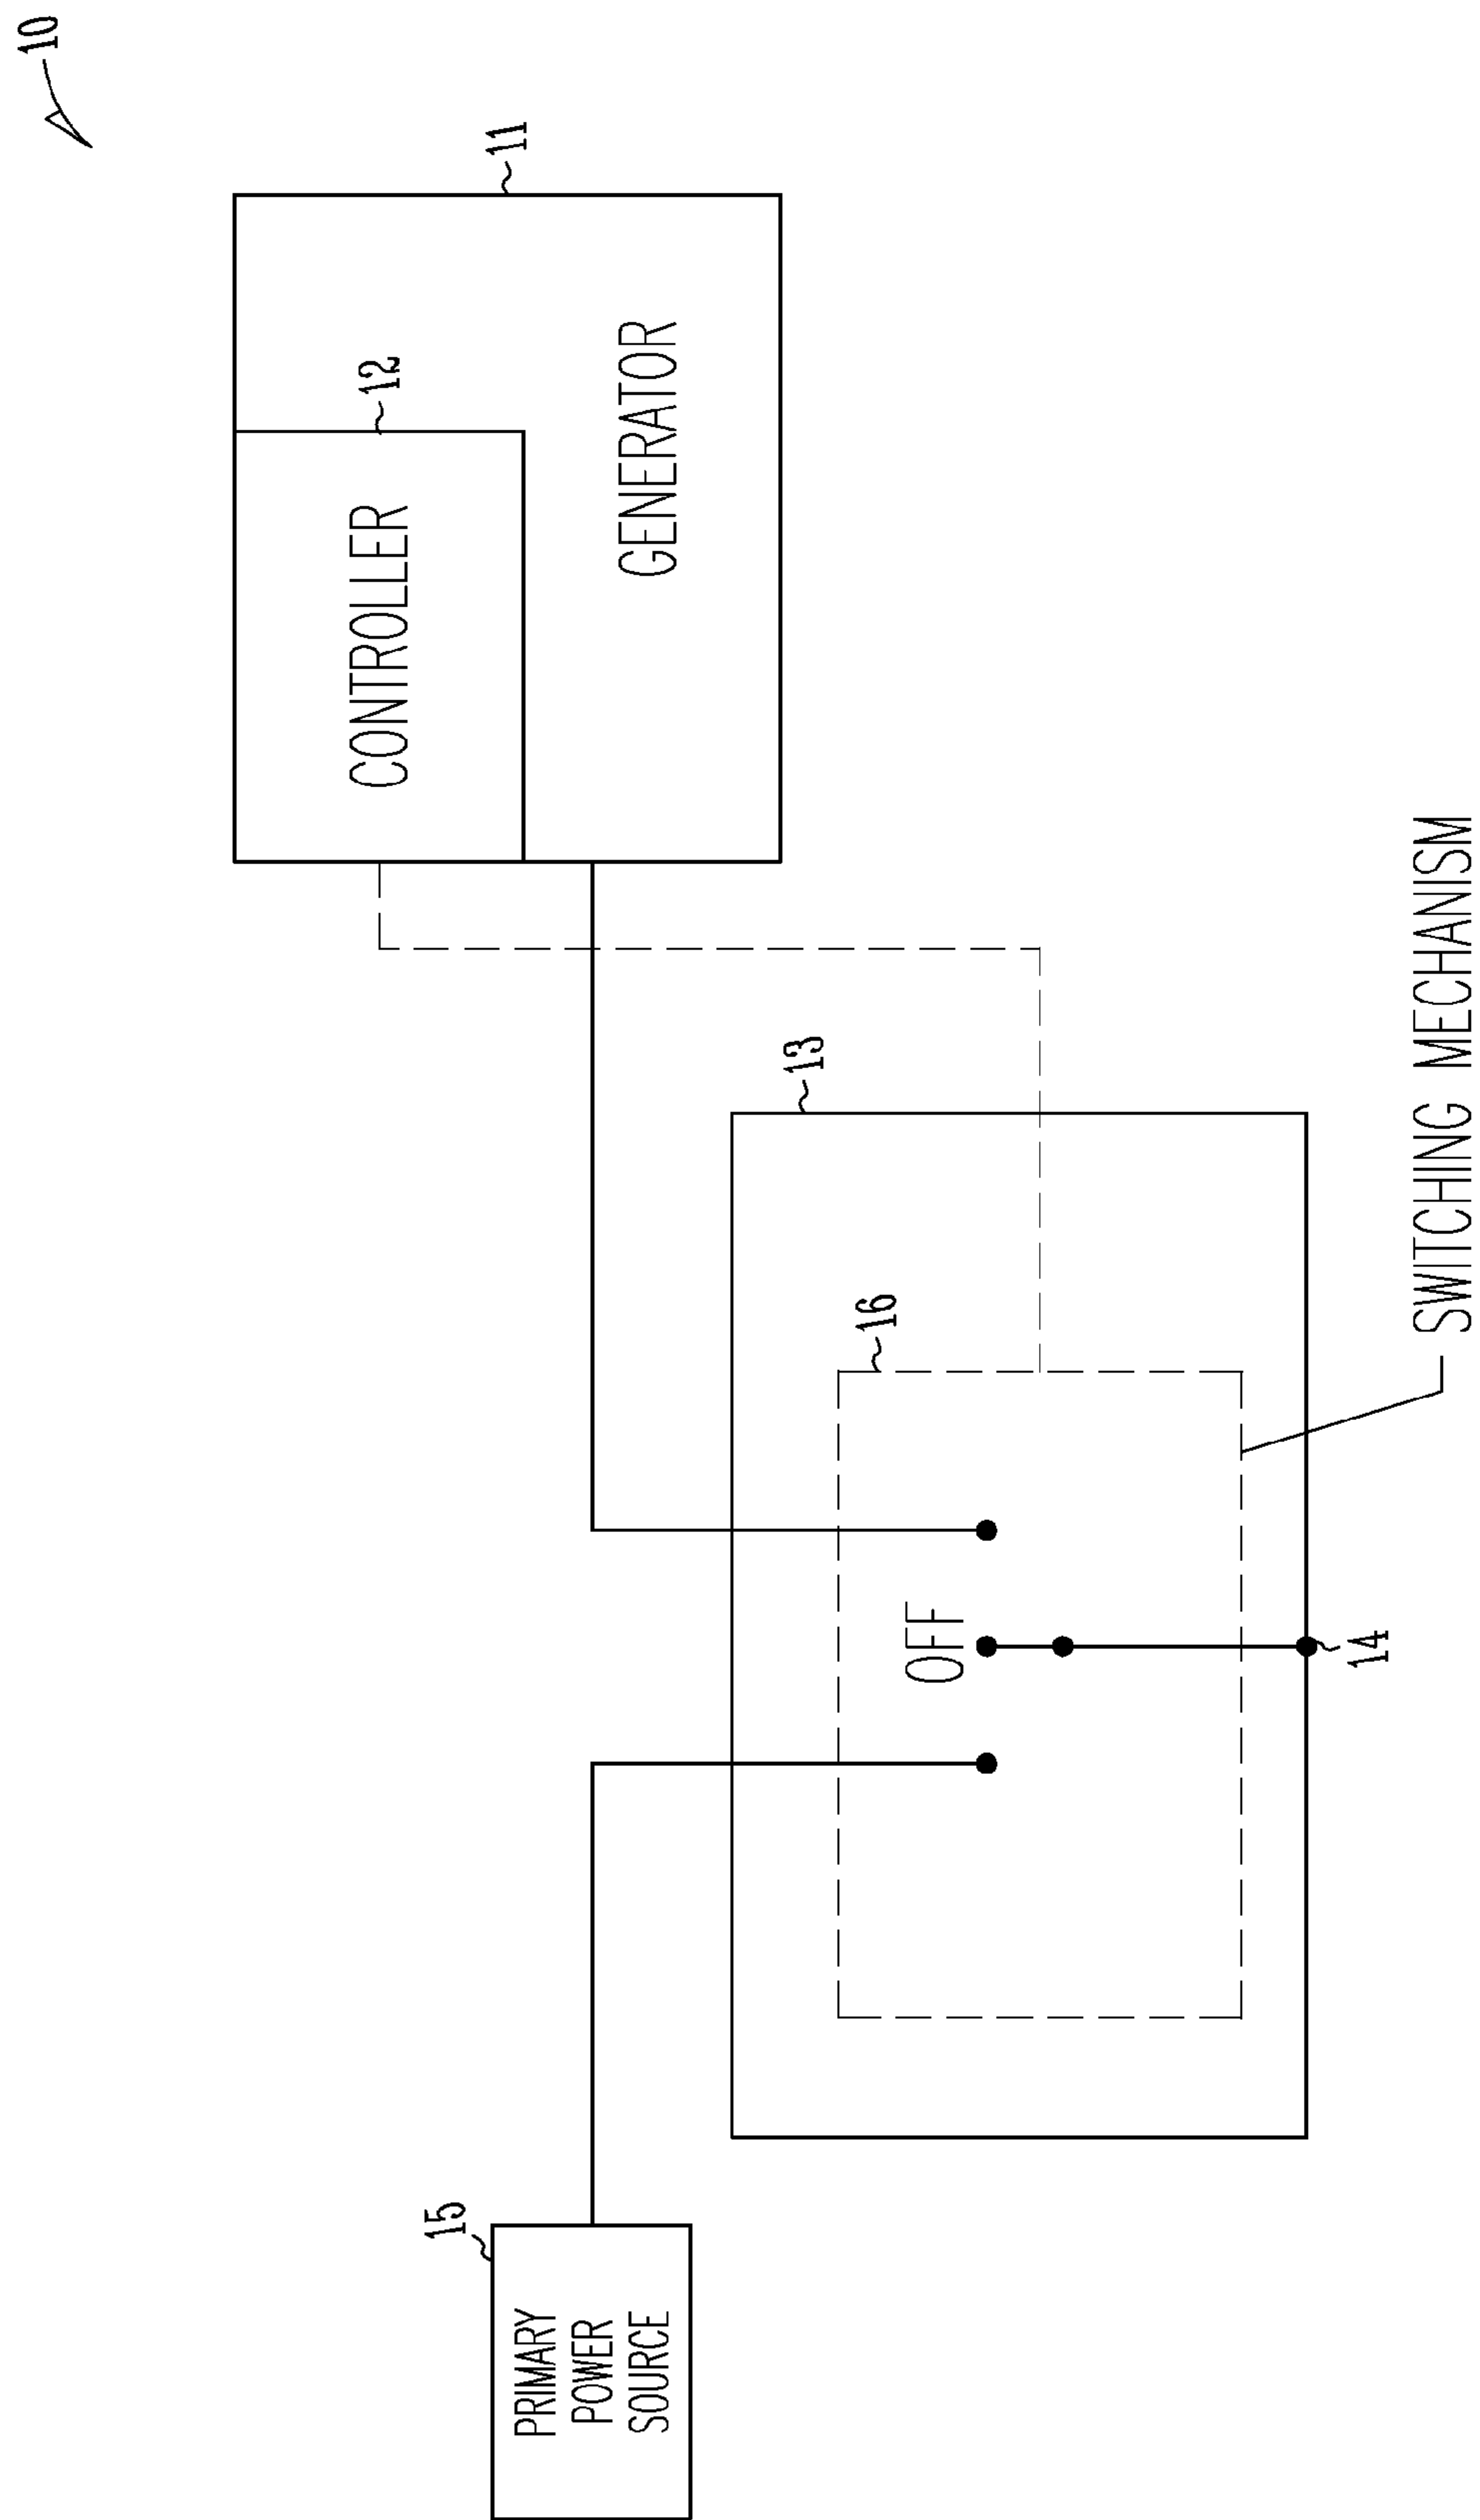 10
11
12
CONTROLLER
GENERATOR
13
16
15
PRIMARY
POWER
SOURCE
OFF
14
SWITCHING MECHANISM